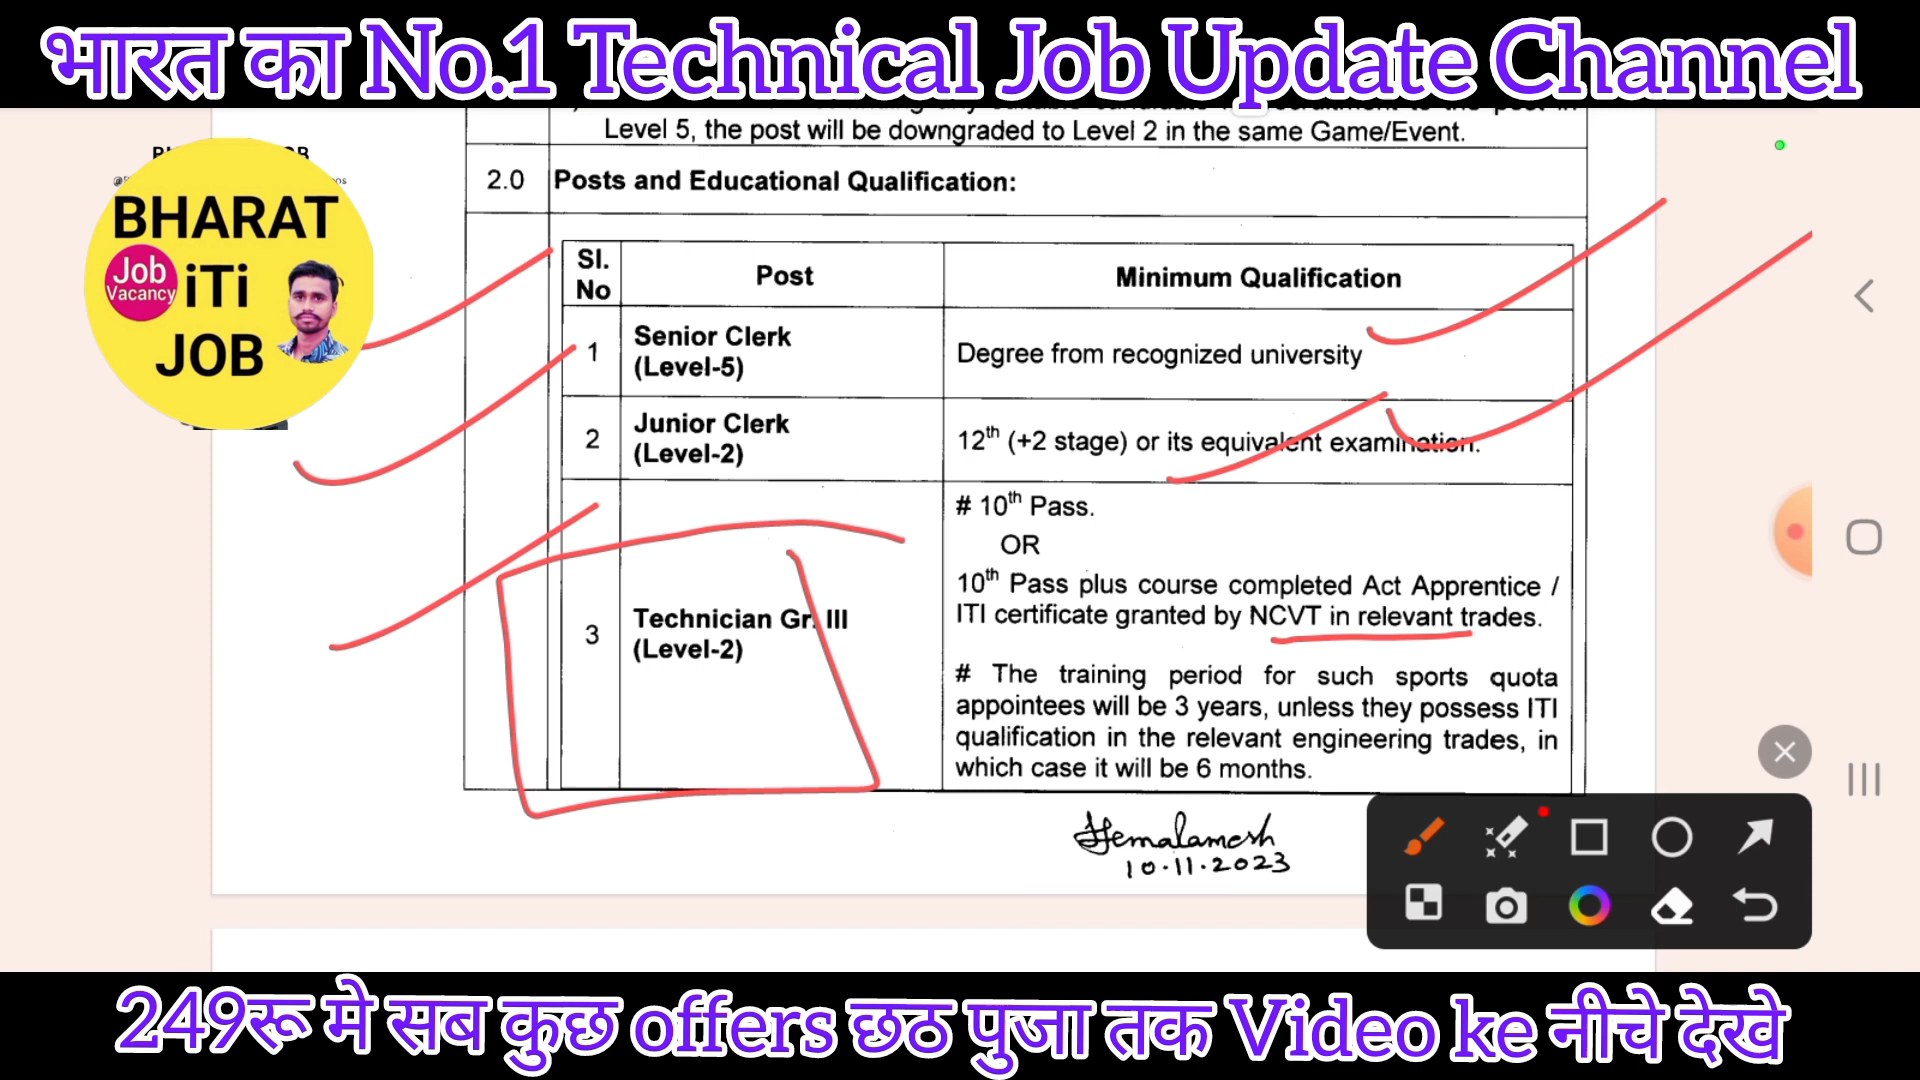 भारत का No.1 Technical Job Update Channel
Level 5, the post will be downgraded to Level 2 in the same Game/Event.
BHARAT
Job
Vacancy
iTi
JOB
2.0 Posts and Educational Qualification:
Sl. No Post Minimum Qualification
1 Senior Clerk (Level-5) Degree from recognized university
2 Junior Clerk (Level-2) 12th (+2 stage) or its equivalent examination.
# 10th Pass.
OR
10th Pass plus course completed Act Apprentice /
ITI certificate granted by NCVT in relevant trades.
3 Technician Gr. III
(Level-2)
# The training period for such sports quota
appointees will be 3 years, unless they possess ITI
qualification in the relevant engineering trades, in
which case it will be 6 months.
10.11.2023
249रू मे सब कुछ offers छठ पुजा तक Video ke नीचे देखे